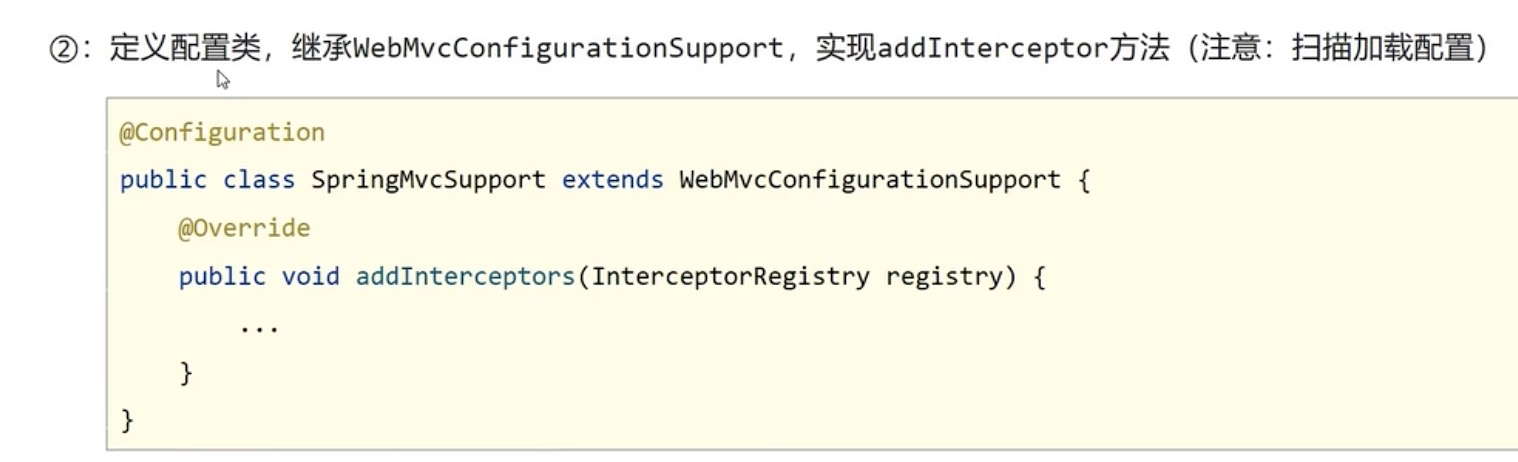 ②：定义配置类，继承WebMvcConfigurationSupport，实现addInterceptor方法（注意：扫描加载配置）
@Configuration
public class SpringMvcSupport extends WebMvcConfigurationSupport {
    @Override
    public void addInterceptors(InterceptorRegistry registry) {
        ...
    }
}